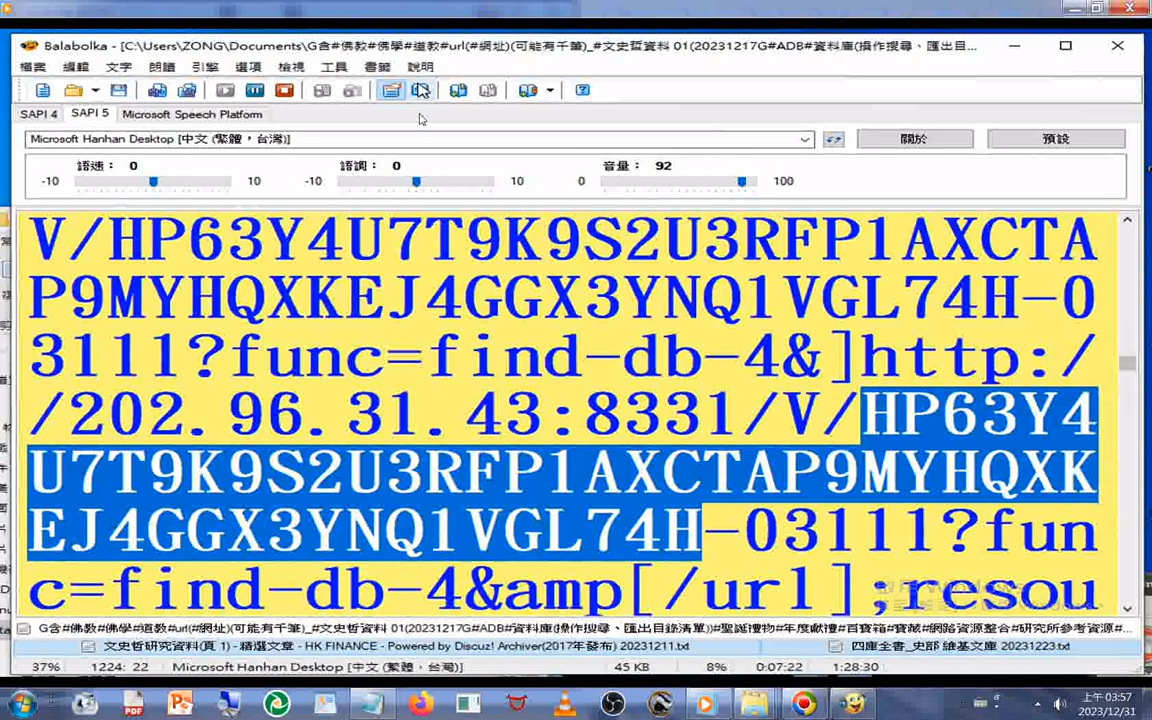 Balabolka - [C:\Users\ZONG\Documents\G含#佛教#佛學#道教#url(#網址)(可能有千筆)_#文史哲資料 01(20231217G#ADB#資料庫(操作搜尋、匯出目...
檔案 編輯 文字 朗讀 引擎 選項 檢視 工具 書籤 說明
SAPI 4 SAPI 5 Microsoft Speech Platform
Microsoft Hanhan Desktop [中文 (繁體，台灣)] 關於 預設
語速： 0 語調： 0 音量： 92
-10 10 -10 10 0 100
V/HP63Y4U7T9K9S2U3RFP1AXCTA
P9MYHQXKEJ4GGX3YNQ1VGL74H-0
3111?func=find-db-4&]http:/
/202.96.31.43:8331/V/HP63Y4
U7T9K9S2U3RFP1AXCTAP9MYHQXK
EJ4GGX3YNQ1VGL74H-03111?fun
c=find-db-4&amp[/url],resou
G含#佛教#佛學#道教#url(#網址)(可能有千筆)_#文史哲資料 01(20231217G#ADB#資料庫(操作搜尋、匯出目錄清單))#聖誕禮物#年度獻禮#百寶箱#寶藏#網路資源整合#研究所參考資源#...
文史哲研究資料(頁 1) - 精選文章 - HK FINANCE - Powered by Discuz! Archiver(2017年發布) 20231211.txt 四庫全書_史部 維基文庫 20231223.txt
37% 1224: 22 Microsoft Hanhan Desktop [中文 (繁體，台灣)] 45 KB 8% 0:07:22 1:28:30
上午 03:57
2023/12/31